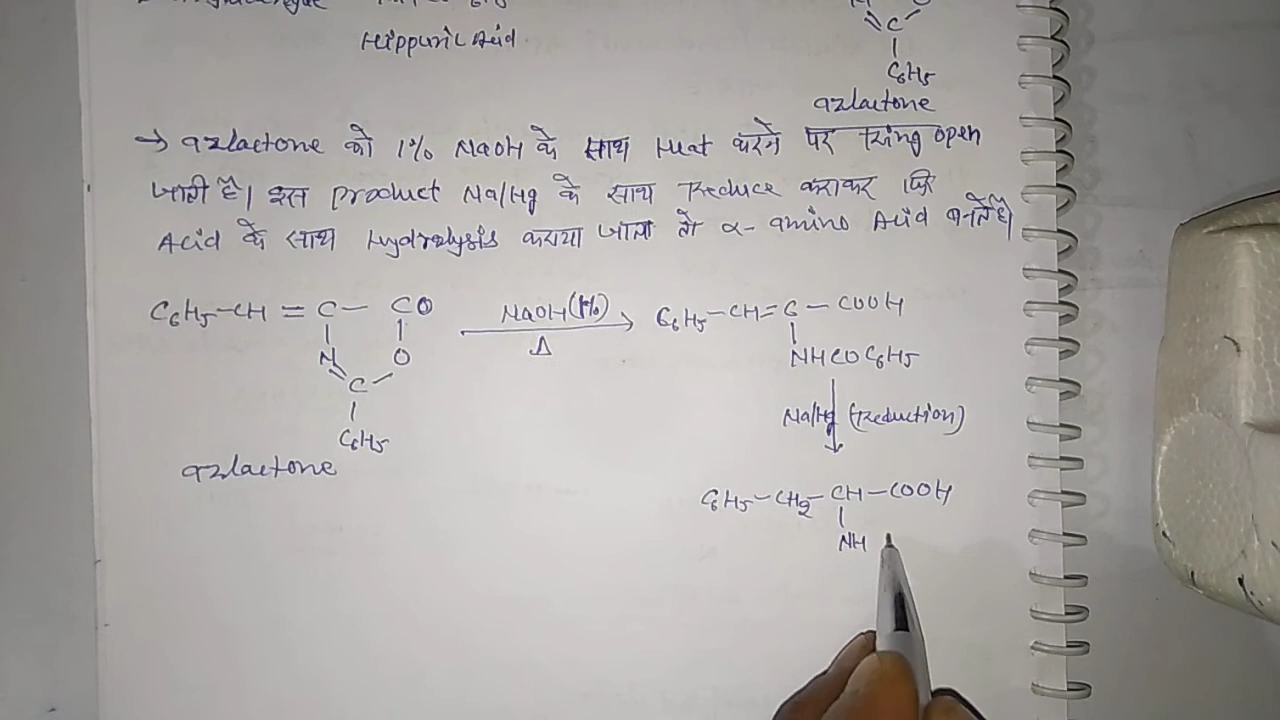 Hippuric Acid
C
C6H5
azlactone
→ azlactone को 1% NaOH के साथ Heat करने पर Ring open
जाती है। इस product Na/Hg के साथ Reduce कराकर फिर
Acid के साथ Hydrolysis कराया जाता तो α- amino Acid बनते है।
C6H5-CH = C - CO
N O
C
C6H5
azlactone
NaOH(1%)
Δ
C6H5-CH=C-COOH
NHCOC6H5
Na/Hg (Reduction)
C6H5-CH2-CH-COOH
NH